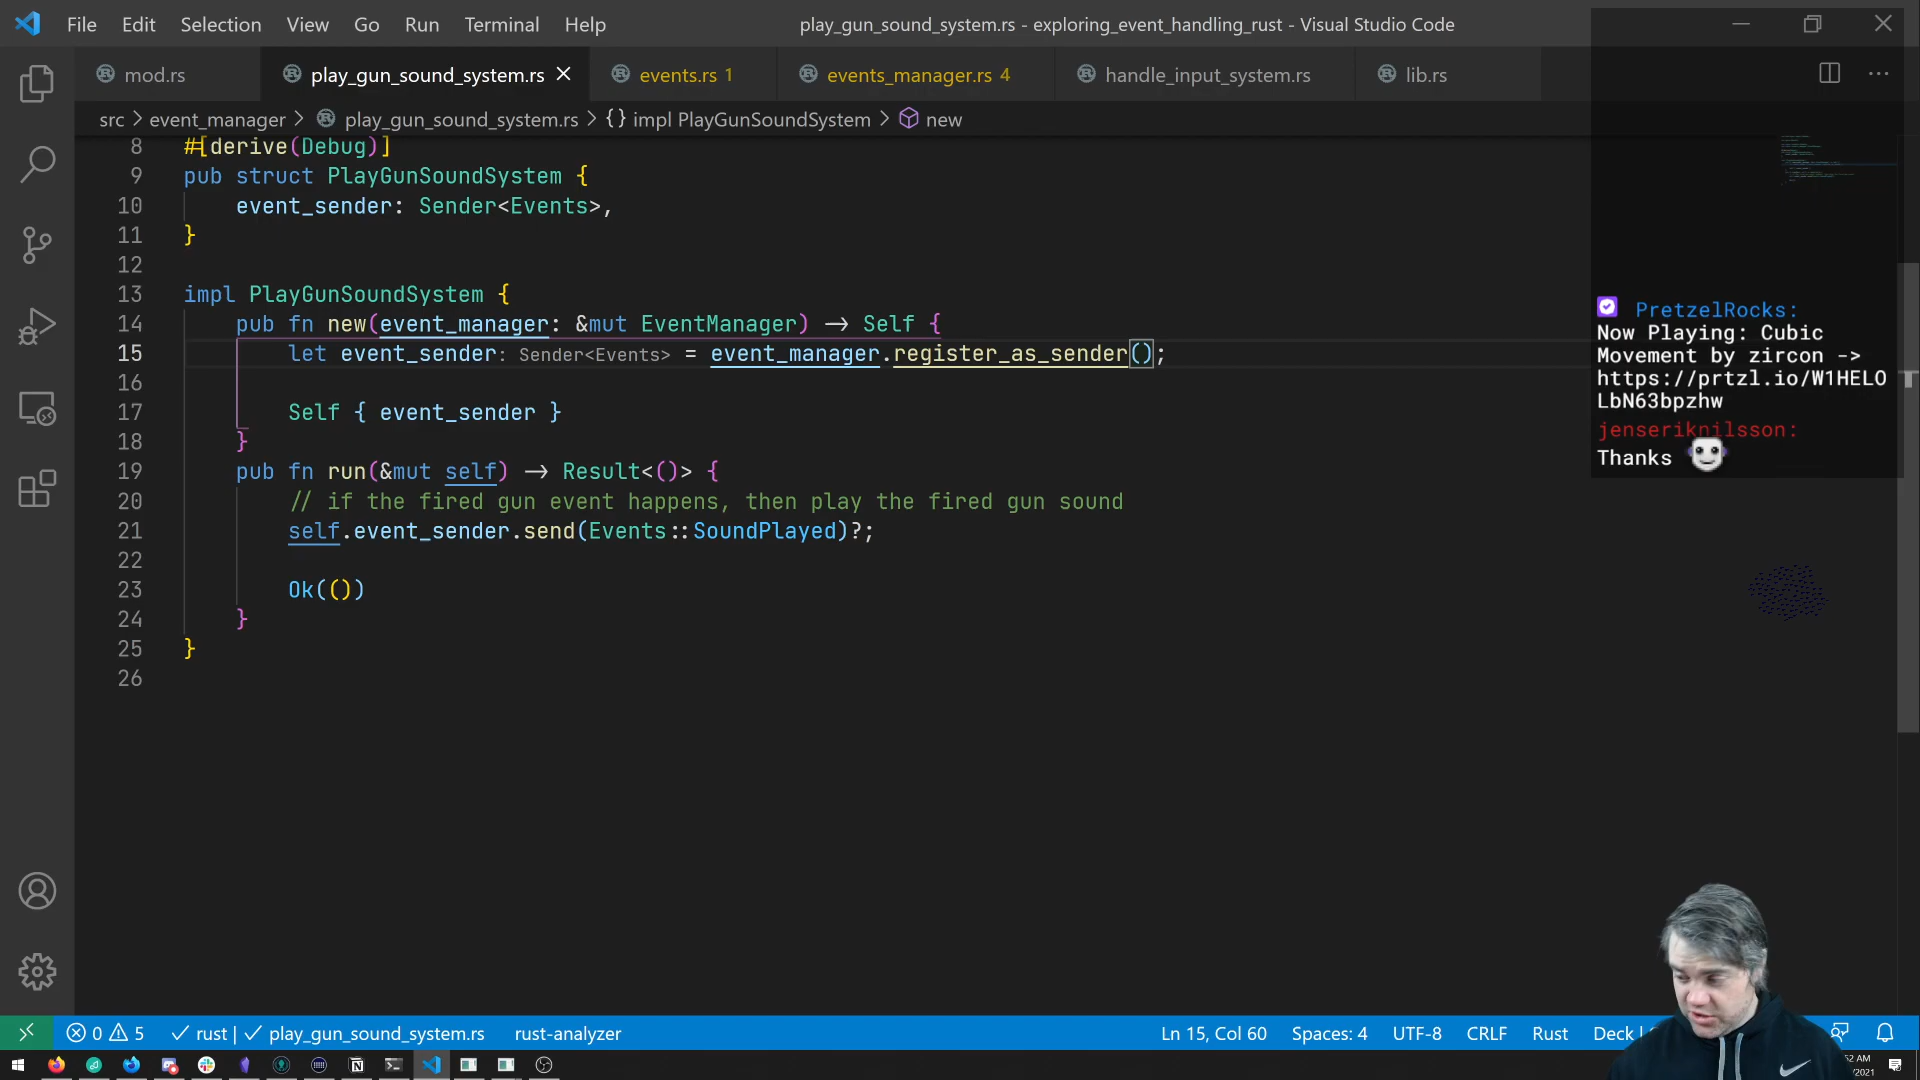 File Edit Selection View Go Run Terminal Help
play_gun_sound_system.rs - exploring_event_handling_rust - Visual Studio Code
mod.rs
play_gun_sound_system.rs
events.rs 1
events_manager.rs 4
handle_input_system.rs
lib.rs
src > event_manager > play_gun_sound_system.rs > {} impl PlayGunSoundSystem > new
8 #[derive(Debug)]
9 pub struct PlayGunSoundSystem {
10 event_sender: Sender<Events>,
11 }
12
13 impl PlayGunSoundSystem {
14 pub fn new(event_manager: &mut EventManager) -> Self {
15 let event_sender: Sender<Events> = event_manager.register_as_sender();
16
17 Self { event_sender }
18 }
19 pub fn run(&mut self) -> Result<()> {
20 // if the fired gun event happens, then play the fired gun sound
21 self.event_sender.send(Events::SoundPlayed)?;
22
23 Ok(())
24 }
25 }
26
PretzelRocks:
Now Playing: Cubic
Movement by zircon ->
https://prtzl.io/W1HELO
LbN63bpzhw
jenseriknilsson:
Thanks
0 5 rust | play_gun_sound_system.rs rust-analyzer
Ln 15, Col 60 Spaces: 4 UTF-8 CRLF Rust Deck
52 AM
/2021